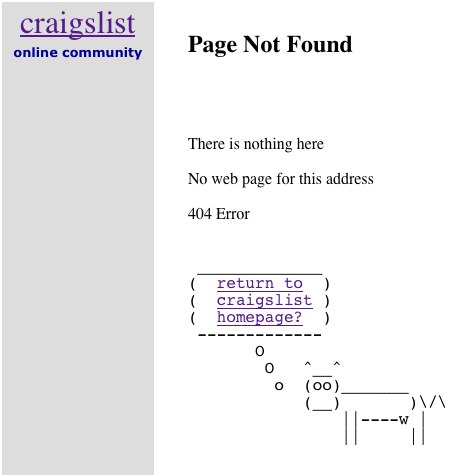 craigslist
online community
Page Not Found
There is nothing here
No web page for this address
404 Error
 _____________
(  return to  )
(  craigslist )
(  homepage?  )
 -------------
       O
        O   ^__^
         o  (oo)_______
            (__)       )\/\
                ||----w |
                ||     ||